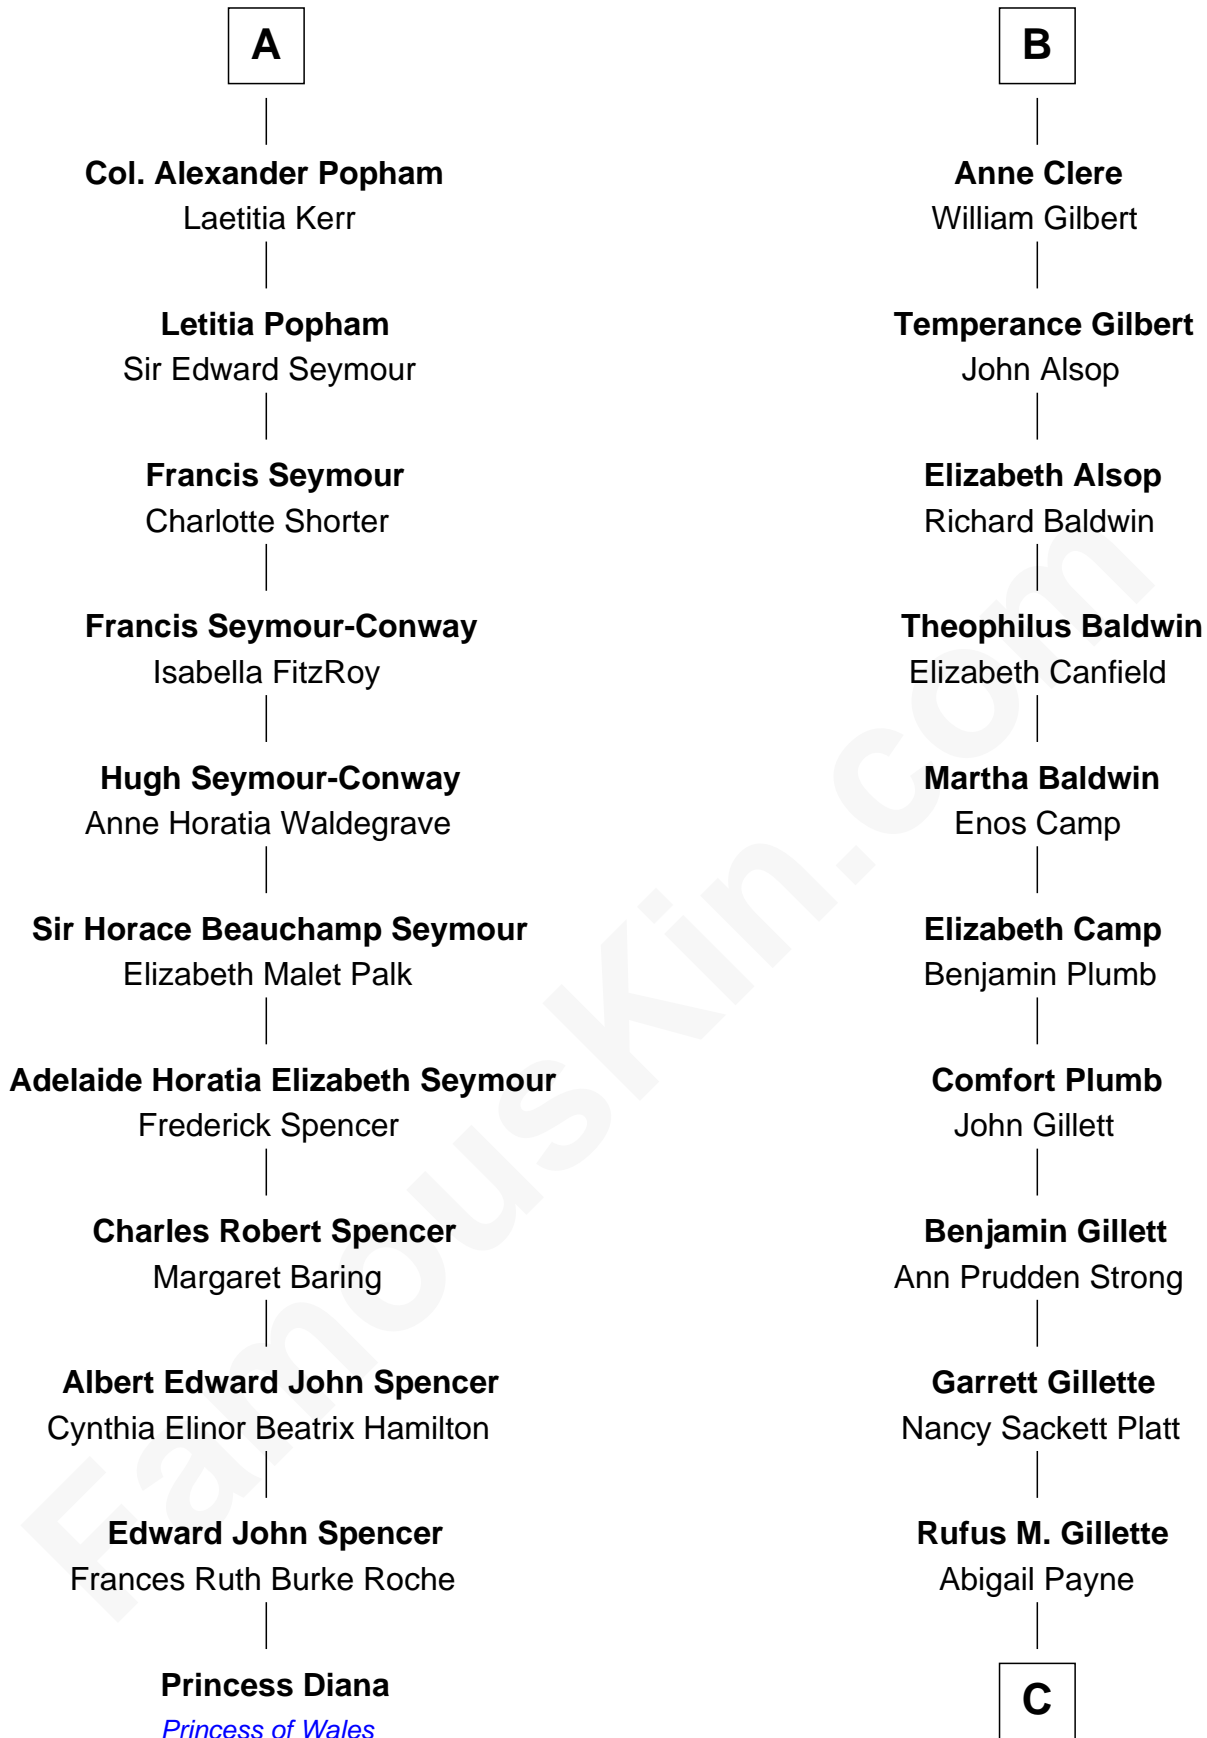 A
Col. Alexander Popham
Laetitia Kerr
Letitia Popham
Sir Edward Seymour
Francis Seymour
Charlotte Shorter
Francis Seymour-Conway
Isabella FitzRoy
Hugh Seymour-Conway
Anne Horatia Waldegrave
Sir Horace Beauchamp Seymour
Elizabeth Malet Palk
Adelaide Horatia Elizabeth Seymour
Frederick Spencer
Charles Robert Spencer
Margaret Baring
Albert Edward John Spencer
Cynthia Elinor Beatrix Hamilton
Edward John Spencer
Frances Ruth Burke Roche
Princess Diana
Princess of Wales
B
Anne Clere
William Gilbert
Temperance Gilbert
John Alsop
Elizabeth Alsop
Richard Baldwin
Theophilus Baldwin
Elizabeth Canfield
Martha Baldwin
Enos Camp
Elizabeth Camp
Benjamin Plumb
Comfort Plumb
John Gillett
Benjamin Gillett
Ann Prudden Strong
Garrett Gillette
Nancy Sackett Platt
Rufus M. Gillette
Abigail Payne
C
FamousKin.com